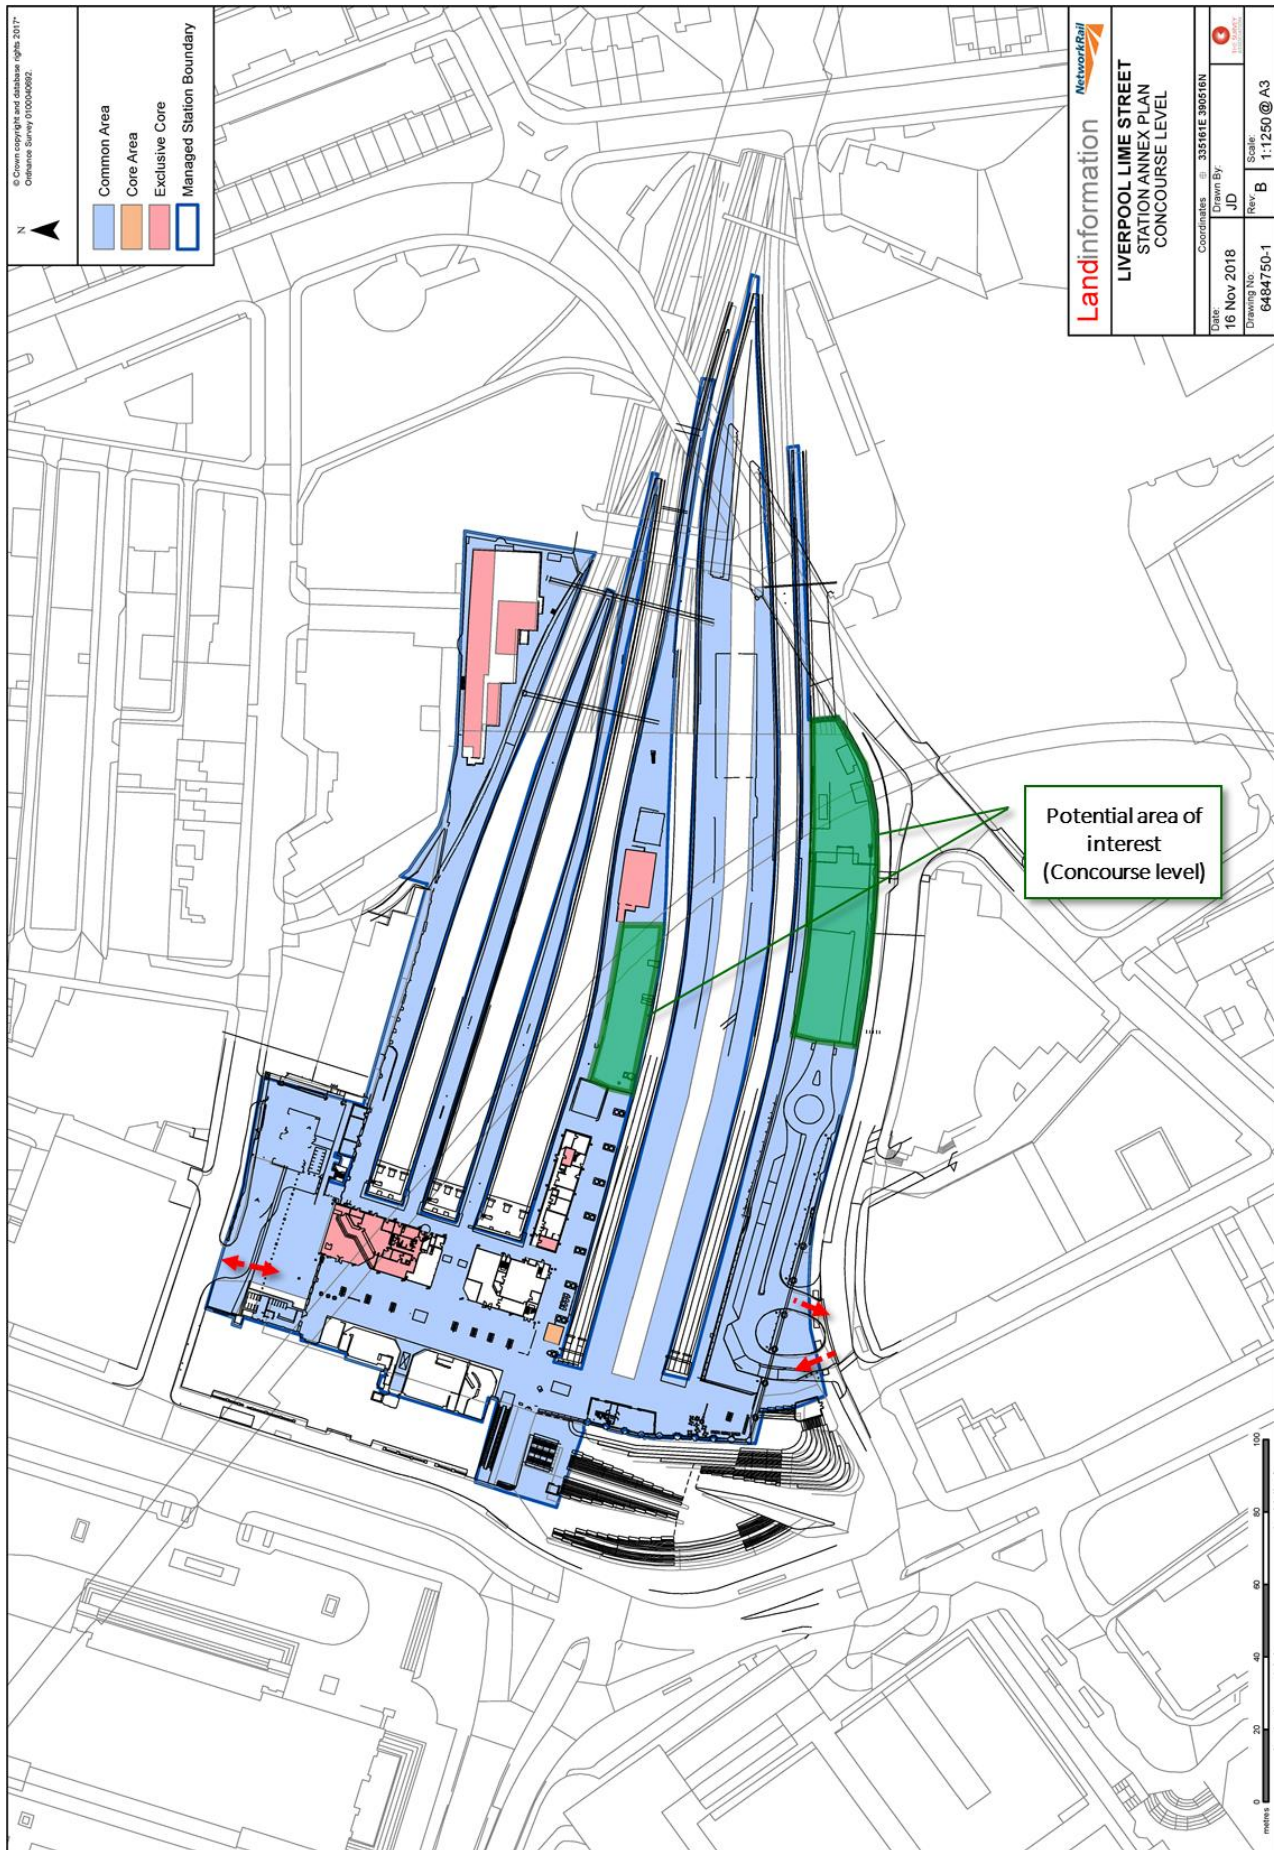 © Crown copyright and database rights 2017"
Ordnance Survey 0100040692.
N
Common Area
Core Area
Exclusive Core
Managed Station Boundary
NetworkRail
Landinformation
LIVERPOOL LIME STREET
STATION ANNEX PLAN
CONCOURSE LEVEL
Coordinates 335161E 390516N
Date:
16 Nov 2018
Drawn By:
JD
Drawing No:
6484750-1
Rev:
B
Scale:
1:1250 @ A3
Potential area of
interest
(Concourse level)
metres
0 20 40 60 80 100